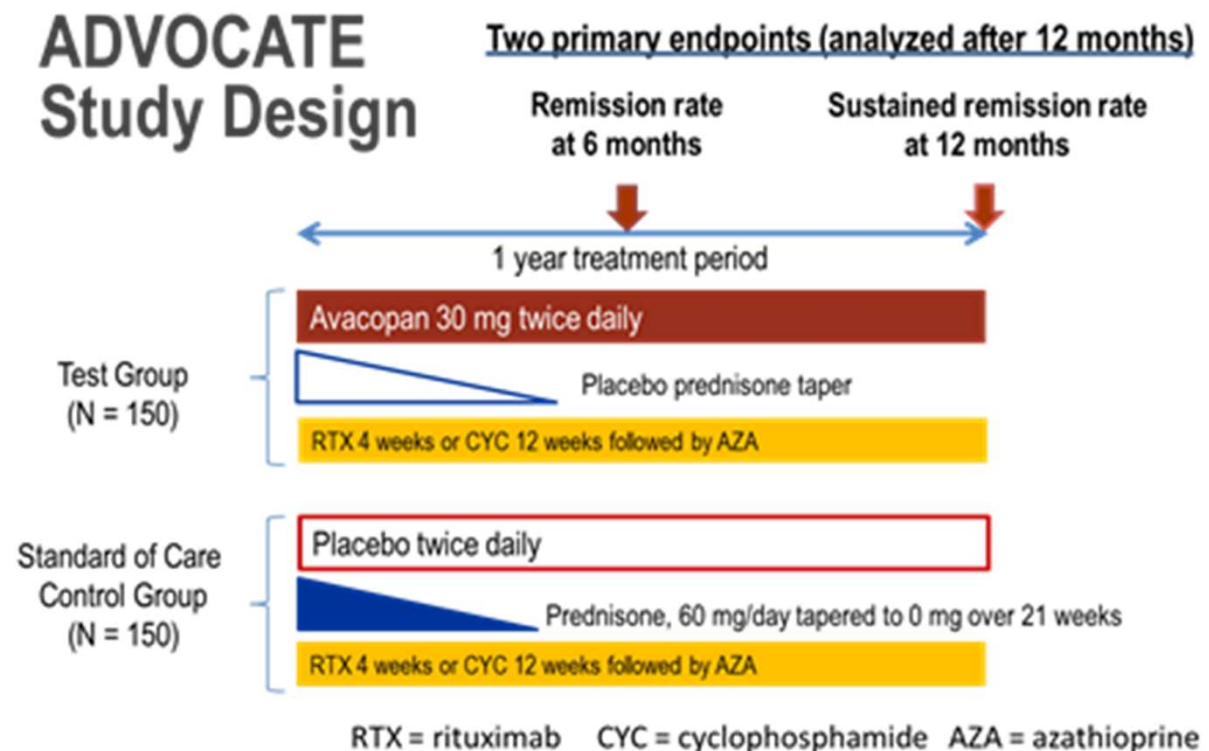 ADVOCATE
Study Design
Two primary endpoints (analyzed after 12 months)
Remission rate
at 6 months
Sustained remission rate
at 12 months
1 year treatment period
Test Group
(N = 150)
Avacopan 30 mg twice daily
Placebo prednisone taper
RTX 4 weeks or CYC 12 weeks followed by AZA
Standard of Care
Control Group
(N = 150)
Placebo twice daily
Prednisone, 60 mg/day tapered to 0 mg over 21 weeks
RTX 4 weeks or CYC 12 weeks followed by AZA
RTX = rituximab CYC = cyclophosphamide AZA = azathioprine